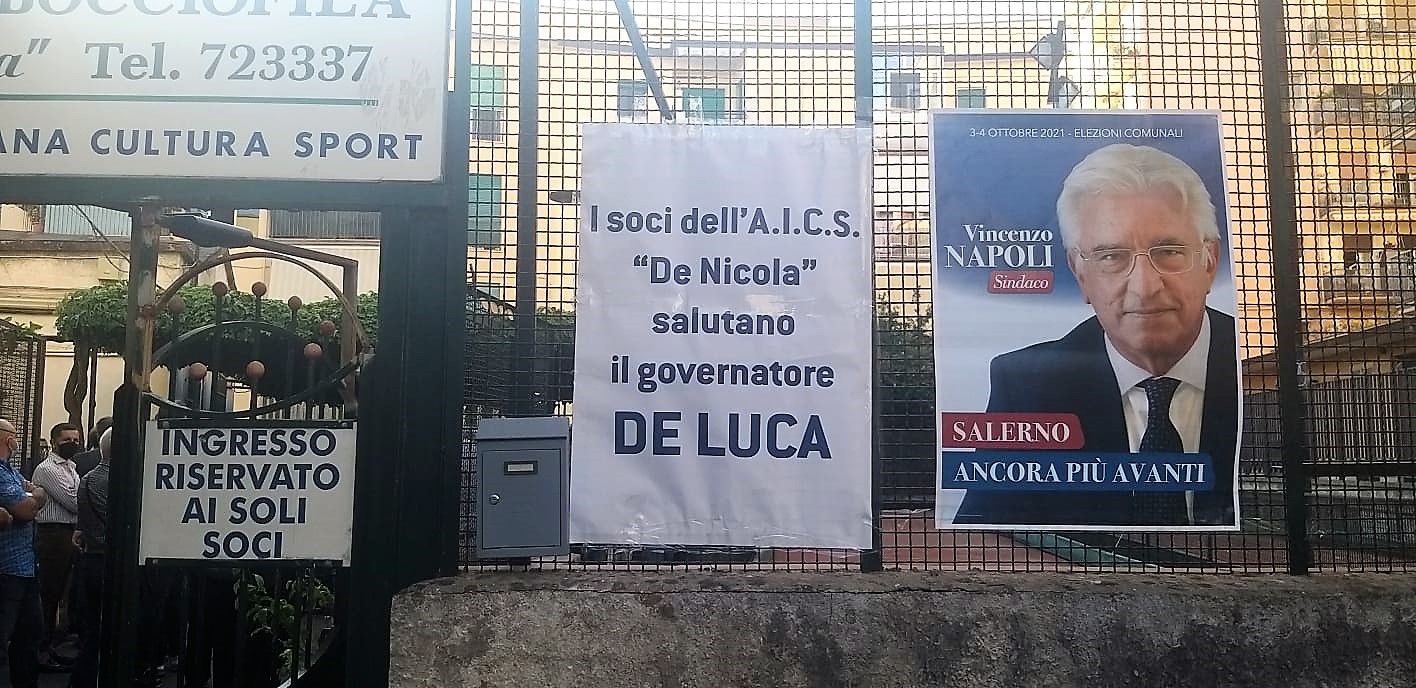 BOCCIOFILA
a" Tel. 723337
ANA CULTURA SPORT
INGRESSO
RISERVATO
AI SOLI
SOCI
I soci dell'A.I.C.S.
“De Nicola”
salutano
il governatore
DE LUCA
3-4 OTTOBRE 2021 - ELEZIONI COMUNALI
Vincenzo
NAPOLI
Sindaco
SALERNO
ANCORA PIÙ AVANTI